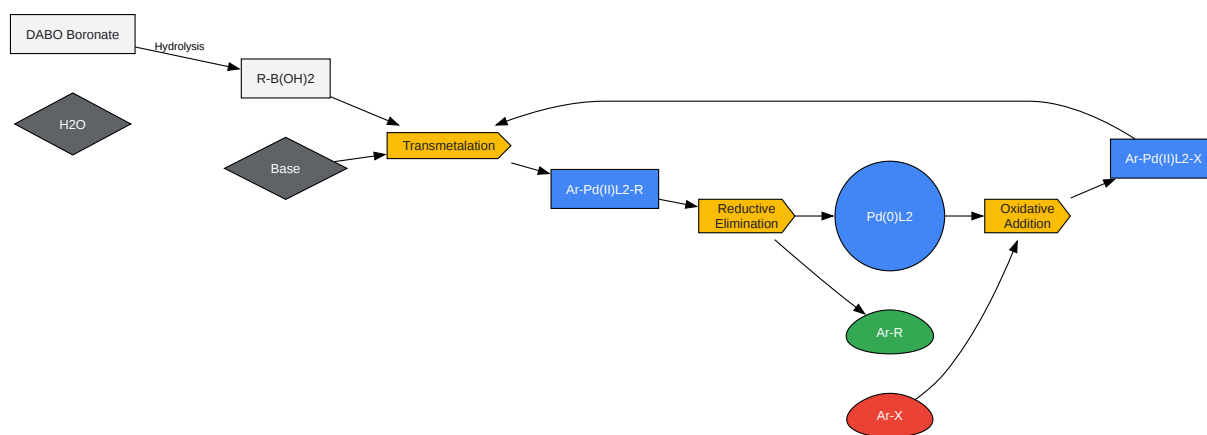 DABO Boronate
Hydrolysis
R-B(OH)2
H2O
Base
Transmetalation
Ar-Pd(II)L2-R
Reductive
Elimination
Pd(0)L2
Oxidative
Addition
Ar-Pd(II)L2-X
Ar-R
Ar-X